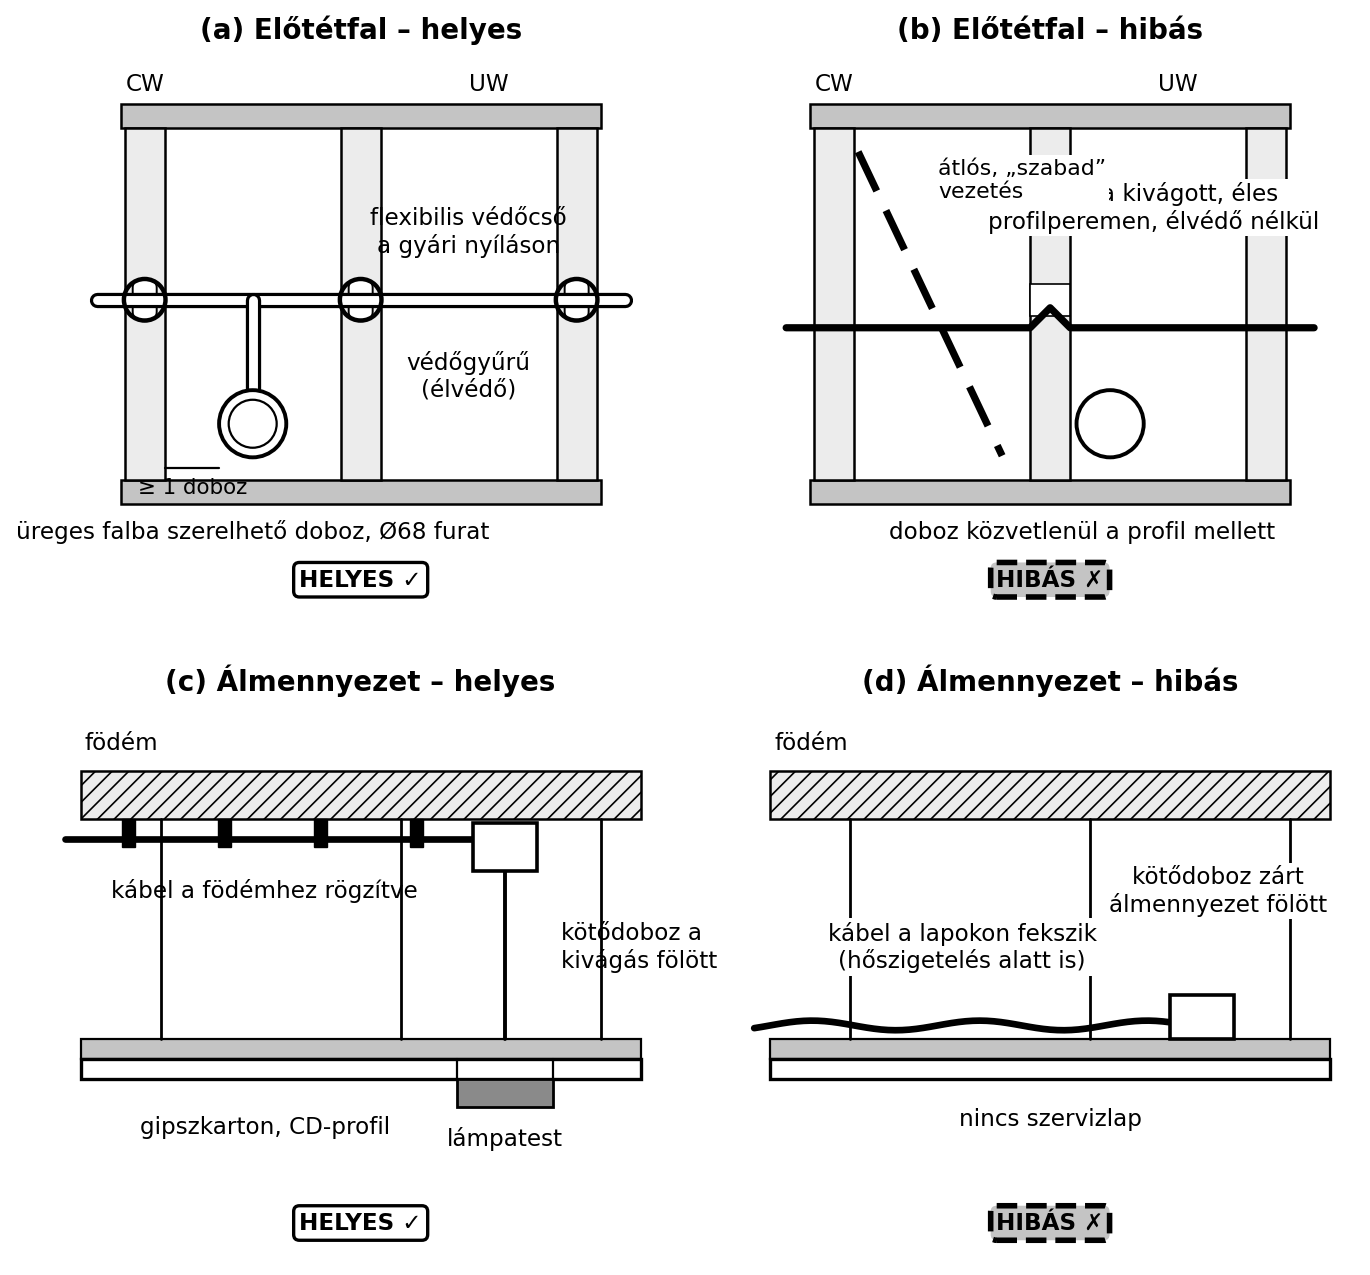 (a) Előtétfal – helyes
CW
UW
flexibilis védőcső
a gyári nyíláson
védőgyűrű
(élvédő)
≥ 1 doboz
üreges falba szerelhető doboz, Ø68 furat
HELYES ✓
(b) Előtétfal – hibás
CW
UW
átlós, „szabad”
vezetés
kivágott, éles
profilperemen, élvédő nélkül
doboz közvetlenül a profil mellett
HIBÁS ✗
(c) Álmennyezet – helyes
födém
kábel a födémhez rögzítve
kötődoboz a
kivágás fölött
gipszkarton, CD-profil
lámpatest
HELYES ✓
(d) Álmennyezet – hibás
födém
kötődoboz zárt
álmennyezet fölött
kábel a lapokon fekszik
(hőszigetelés alatt is)
nincs szervizlap
HIBÁS ✗